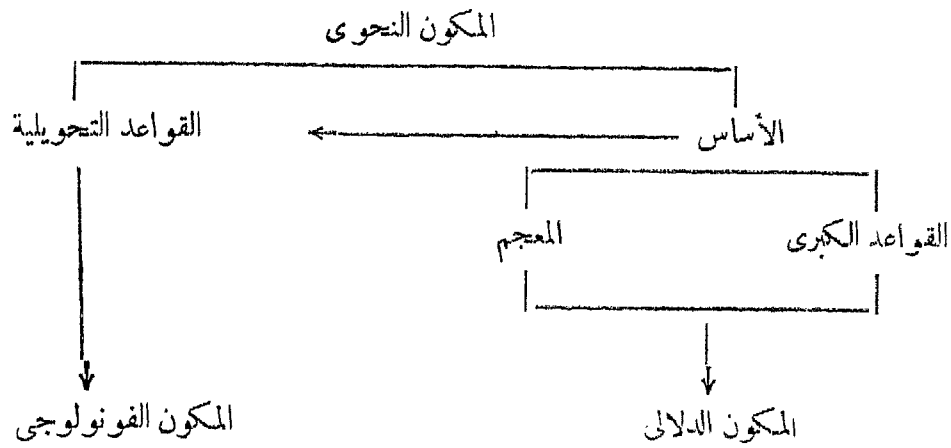 المكون النحوى
الأساس
القواعد التحويلية
القواعد الكبرى
المعجم
المكون الدلالى
المكون الفونولوجى